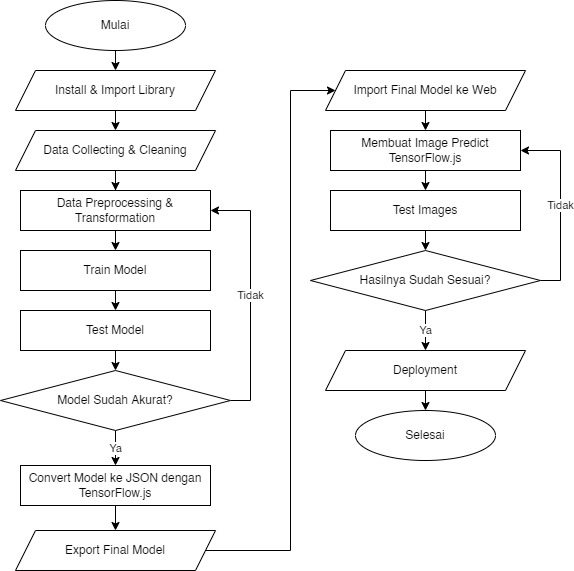 Mulai
Install & Import Library
Data Collecting & Cleaning
Data Preprocessing &
Transformation
Train Model
Tidak
Test Model
Model Sudah Akurat?
Ya
Convert Model ke JSON dengan
TensorFlow.js
Export Final Model
Import Final Model ke Web
Membuat Image Predict
TensorFlow.js
Tidak
Test Images
Hasilnya Sudah Sesuai?
Ya
Deployment
Selesai